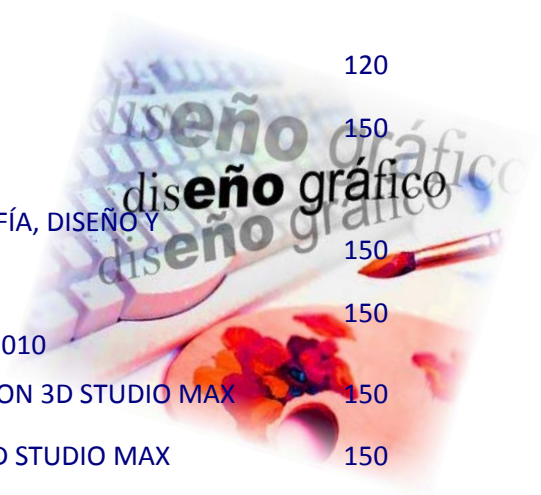 120
diseño gráfico
150
diseño gráfico
FÍA, DISEÑO Y
diseño gráfico
150
150
010
ON 3D STUDIO MAX 150
D STUDIO MAX 150